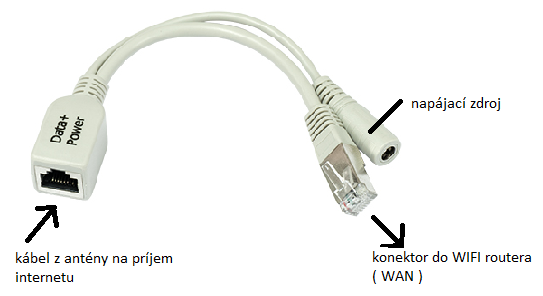 napájací zdroj
Data+
Power
kábel z antény na príjem
internetu
konektor do WIFI routera
( WAN )